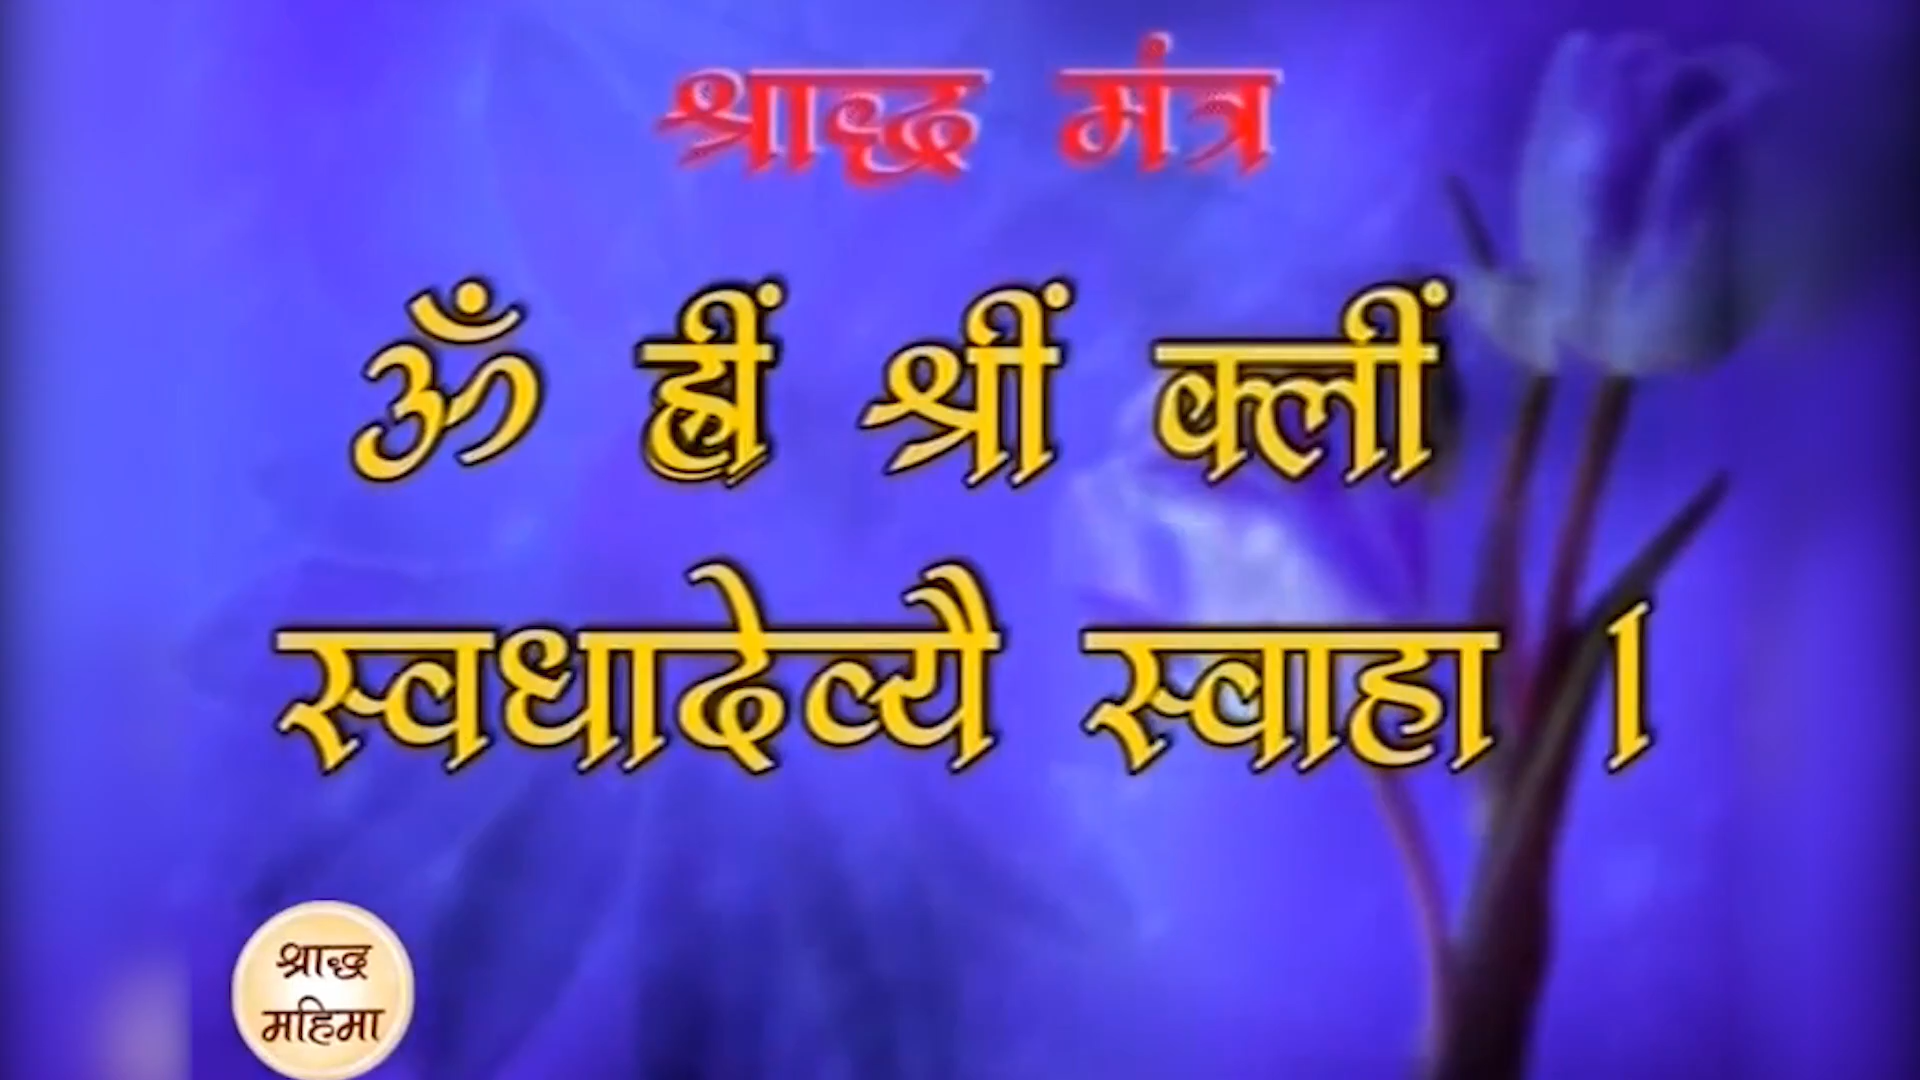 श्राद्ध मंत्र
ॐ ह्रीं श्रीं क्लीं
स्वधादेव्यै स्वाहा ।
श्राद्ध
महिमा